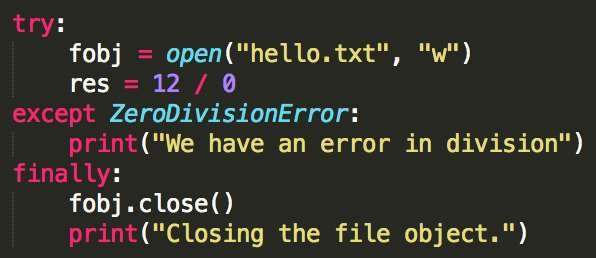 try:
    fobj = open("hello.txt", "w")
    res = 12 / 0
except ZeroDivisionError:
    print("We have an error in division")
finally:
    fobj.close()
    print("Closing the file object.")